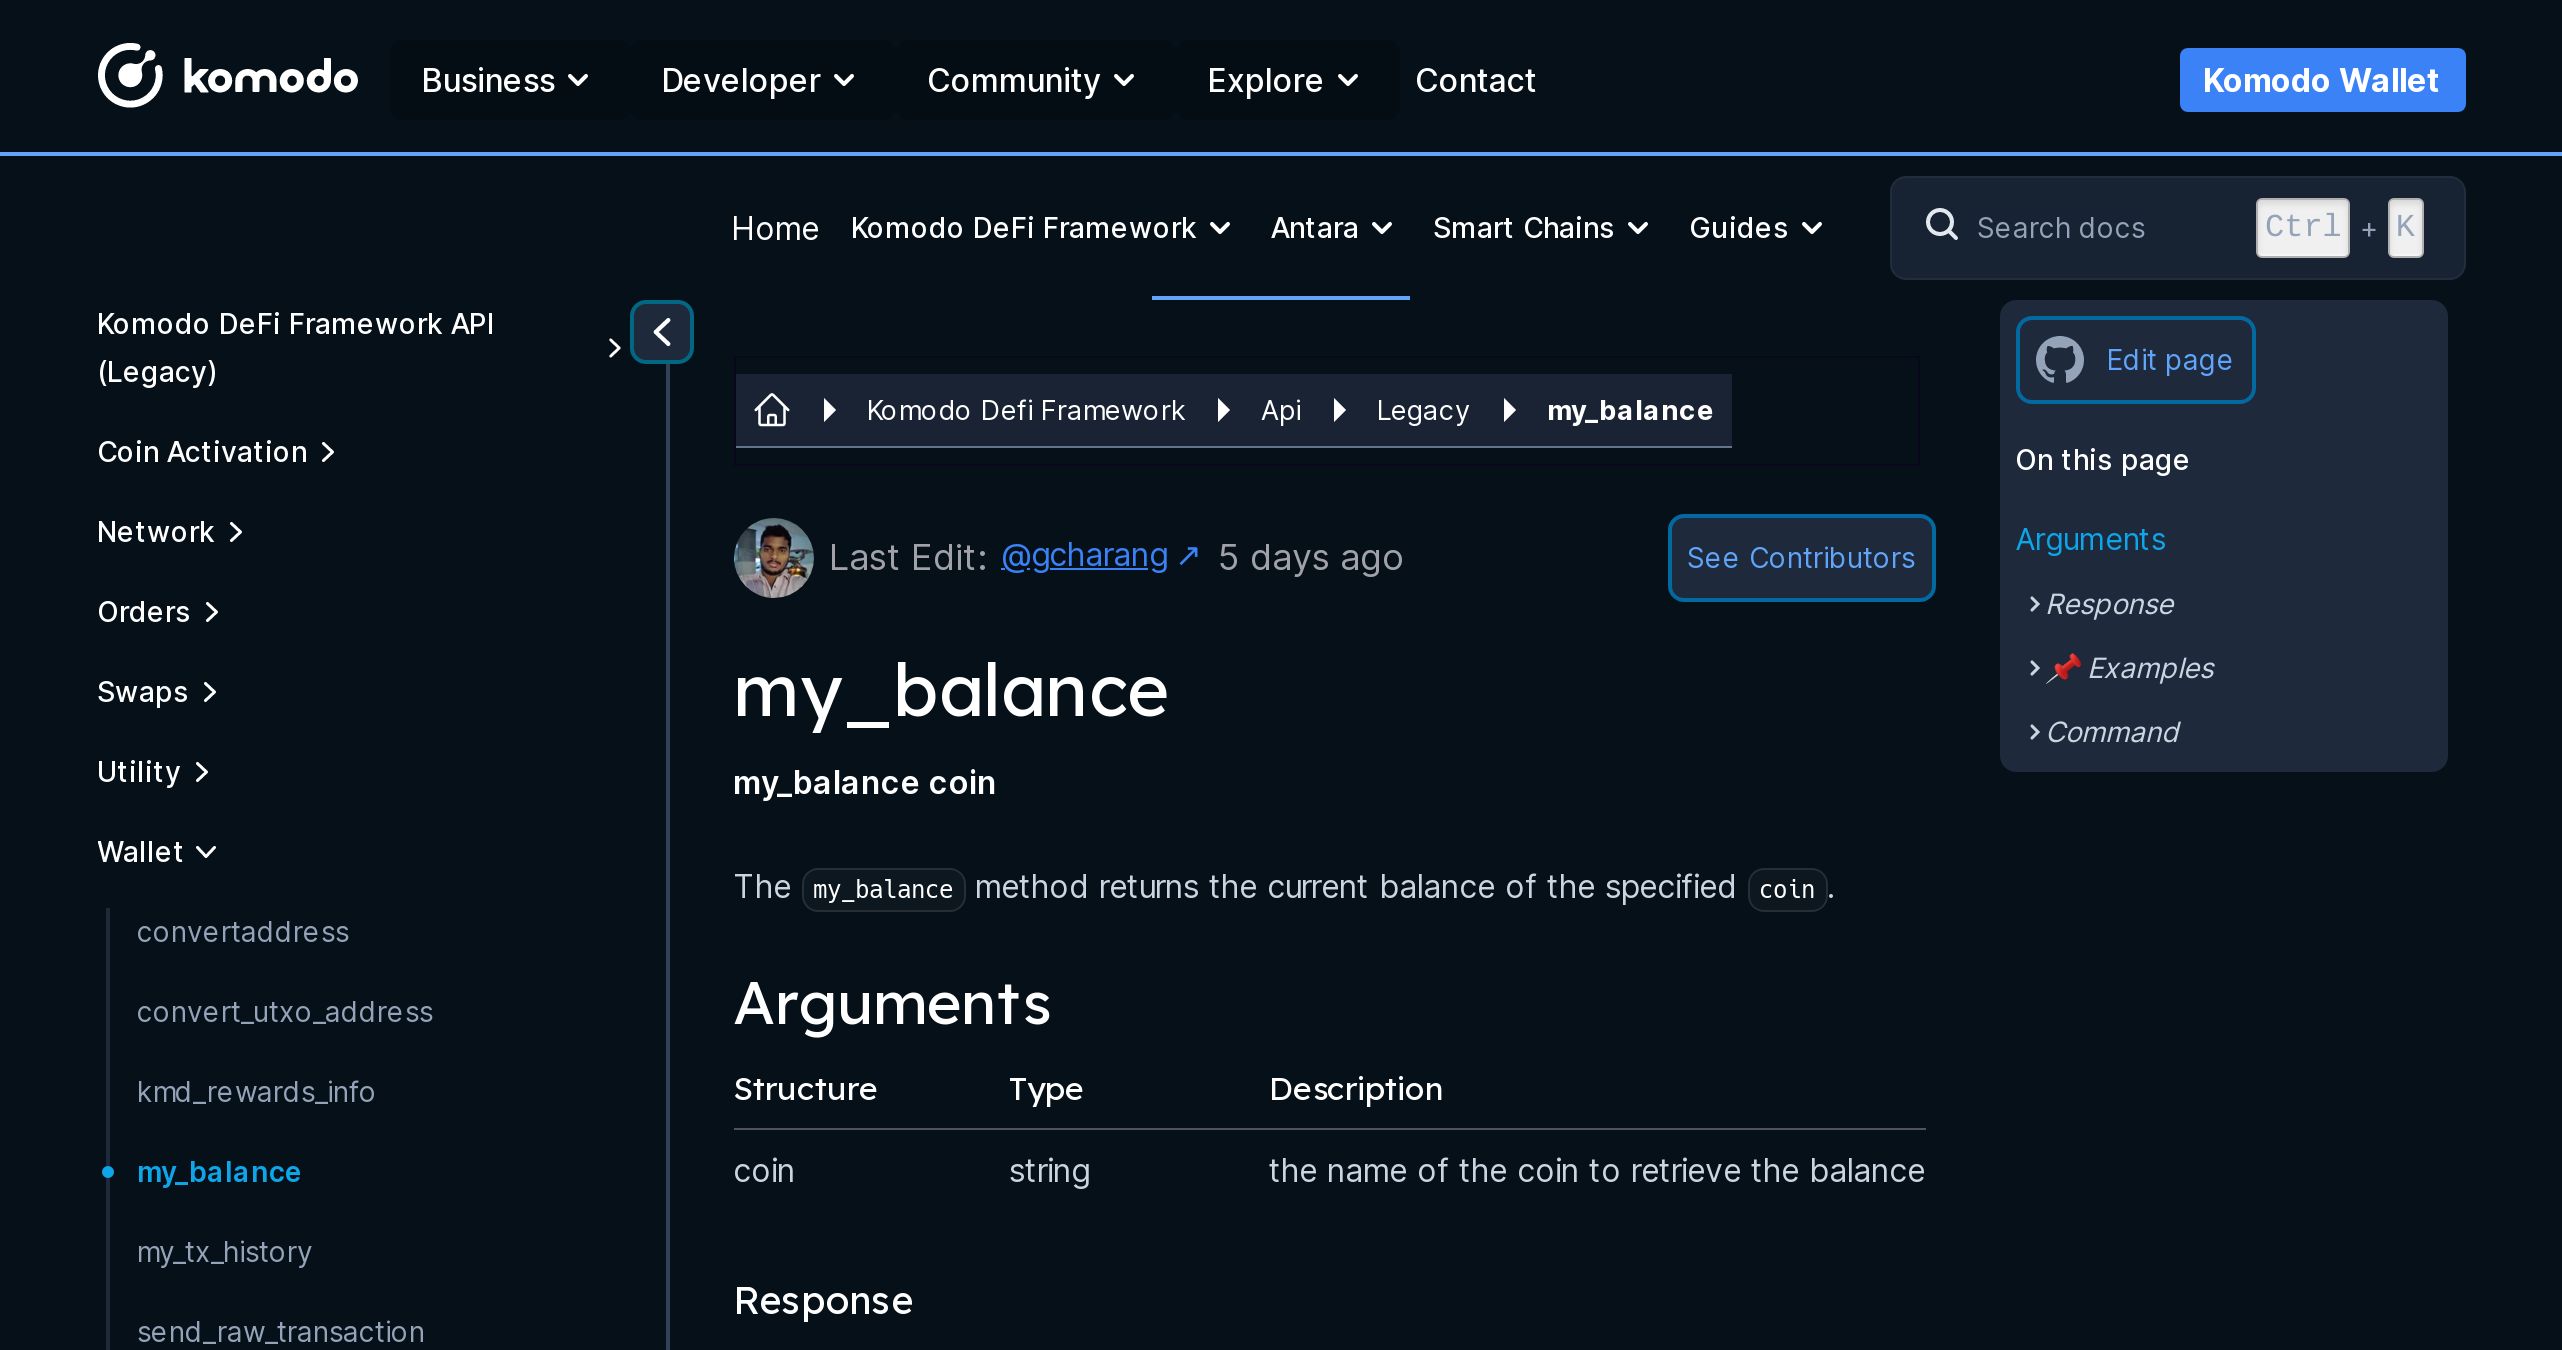 komodo Business Developer Community Explore Contact Komodo Wallet
Home Komodo DeFi Framework Antara Smart Chains Guides Search docs Ctrl + K
Komodo DeFi Framework API
(Legacy)
Coin Activation
Network
Orders
Swaps
Utility
Wallet
convertaddress
convert_utxo_address
kmd_rewards_info
my_balance
my_tx_history
send_raw_transaction
Komodo Defi Framework Api Legacy my_balance
Last Edit: @gcharang ↗ 5 days ago See Contributors
my_balance
my_balance coin
The my_balance method returns the current balance of the specified coin.
Arguments
Structure Type Description
coin string the name of the coin to retrieve the balance
Response
Edit page
On this page
Arguments
Response
📌 Examples
Command